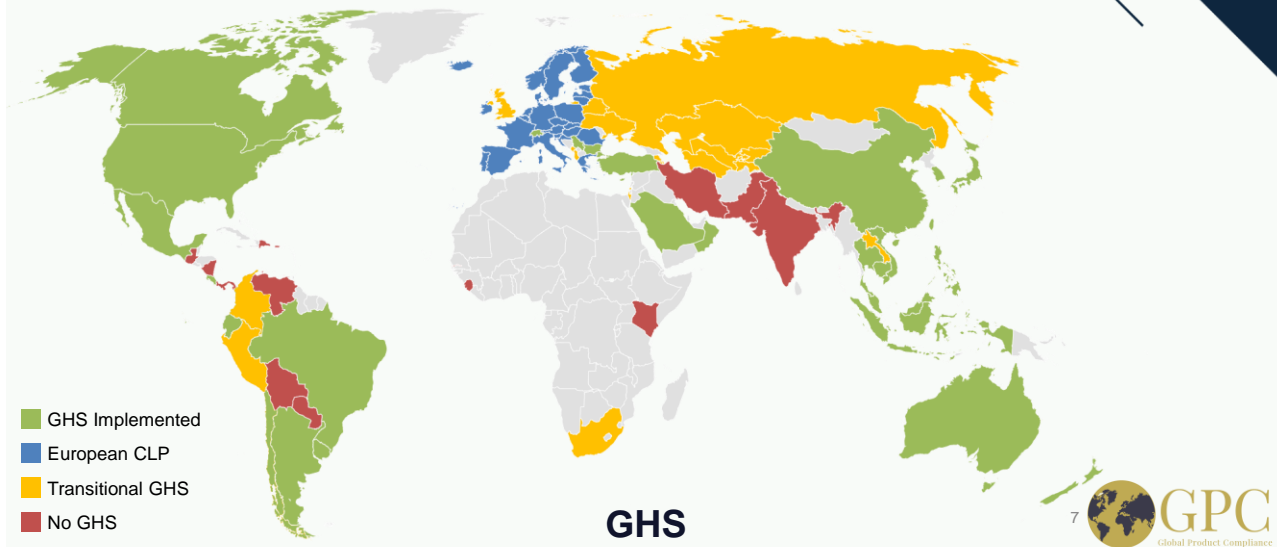 GHS Implemented
European CLP
Transitional GHS
No GHS
GHS
7
GPC
Global Product Compliance